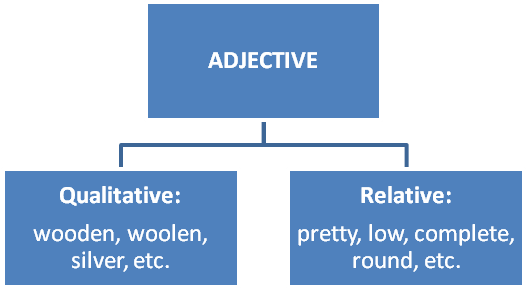 ADJECTIVE
Qualitative:
wooden, woolen,
silver, etc.
Relative:
pretty, low, complete,
round, etc.